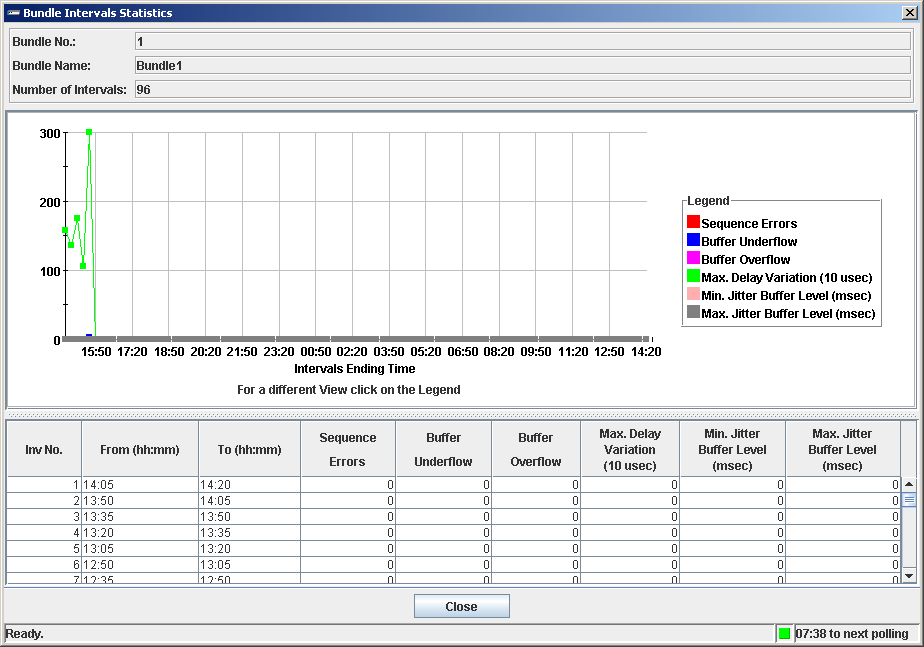 Bundle Intervals Statistics
Bundle No.: 1
Bundle Name: Bundle1
Number of Intervals: 96
300
200
100
0
15:50 17:20 18:50 20:20 21:50 23:20 00:50 02:20 03:50 05:20 06:50 08:20 09:50 11:20 12:50 14:20
Intervals Ending Time
For a different View click on the Legend
Legend
Sequence Errors
Buffer Underflow
Buffer Overflow
Max. Delay Variation (10 usec)
Min. Jitter Buffer Level (msec)
Max. Jitter Buffer Level (msec)
Inv No. From (hh:mm) To (hh:mm) Sequence Errors Buffer Underflow Buffer Overflow Max. Delay Variation (10 usec) Min. Jitter Buffer Level (msec) Max. Jitter Buffer Level (msec)
1 14:05 14:20 0 0 0 0 0 0
2 13:50 14:05 0 0 0 0 0 0
3 13:35 13:50 0 0 0 0 0 0
4 13:20 13:35 0 0 0 0 0 0
5 13:05 13:20 0 0 0 0 0 0
6 12:50 13:05 0 0 0 0 0 0
7 12:35 12:50 0 0 0 0 0 0
Close
Ready.
07:38 to next polling